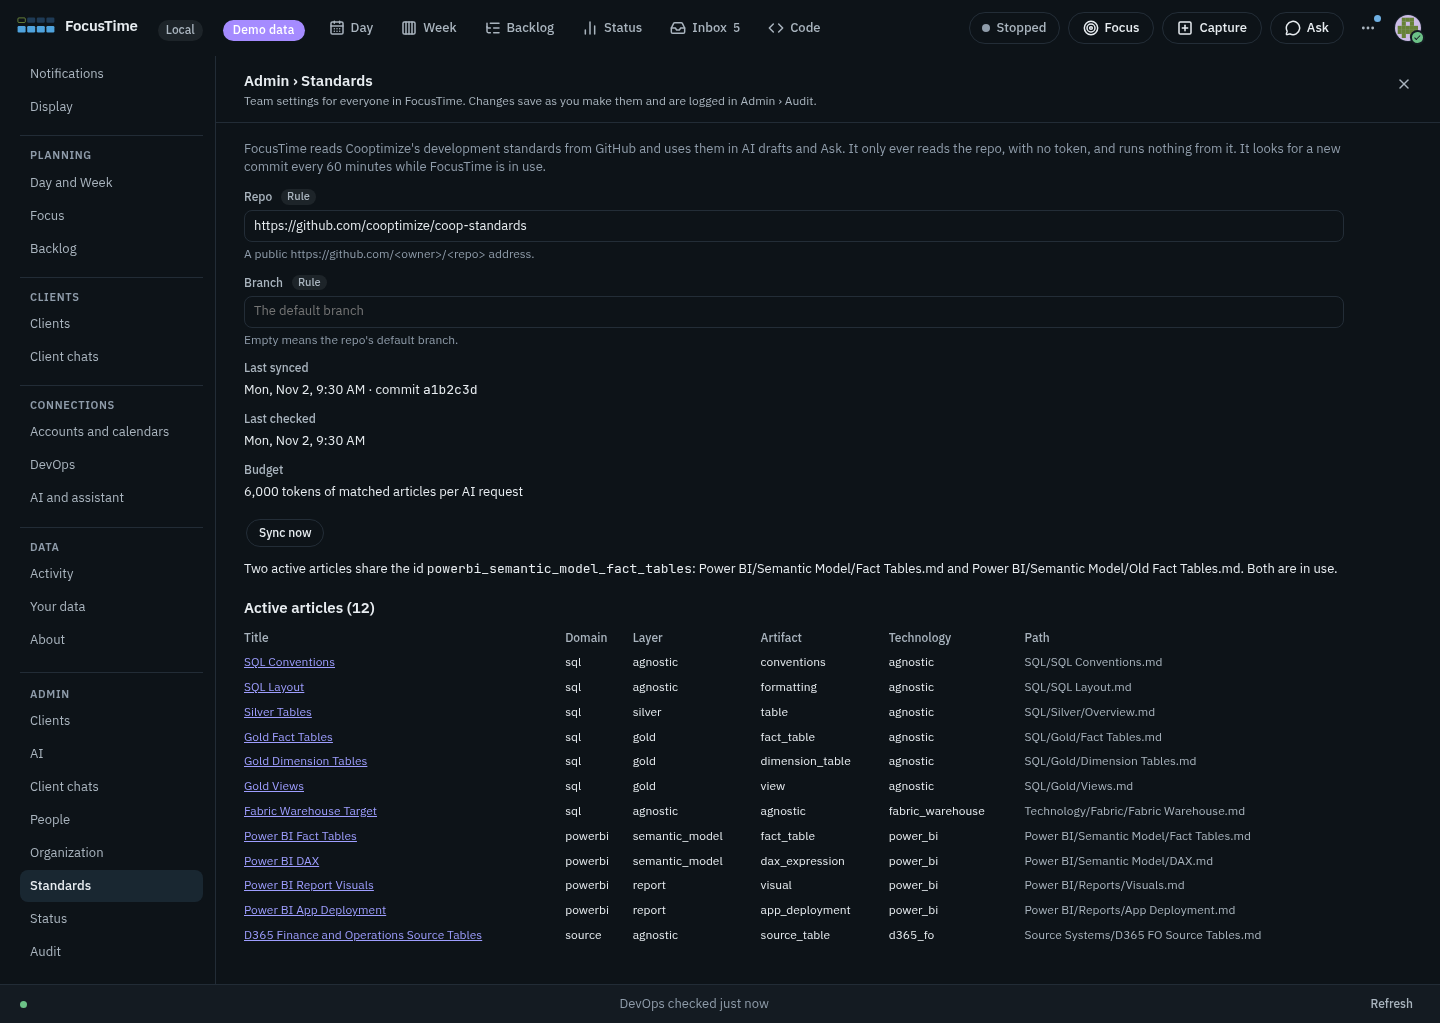 FocusTime
Local
Demo data
Day
Week
Backlog
Status
Inbox 5
Code
Stopped
Focus
Capture
Ask
Notifications
Display
PLANNING
Day and Week
Focus
Backlog
CLIENTS
Clients
Client chats
CONNECTIONS
Accounts and calendars
DevOps
AI and assistant
DATA
Activity
Your data
About
ADMIN
Clients
AI
Client chats
People
Organization
Standards
Status
Audit
Admin › Standards
Team settings for everyone in FocusTime. Changes save as you make them and are logged in Admin › Audit.
FocusTime reads Cooptimize's development standards from GitHub and uses them in AI drafts and Ask. It only ever reads the repo, with no token, and runs nothing from it. It looks for a new
commit every 60 minutes while FocusTime is in use.
Repo Rule
https://github.com/cooptimize/coop-standards
A public https://github.com/<owner>/<repo> address.
Branch Rule
The default branch
Empty means the repo's default branch.
Last synced
Mon, Nov 2, 9:30 AM · commit a1b2c3d
Last checked
Mon, Nov 2, 9:30 AM
Budget
6,000 tokens of matched articles per AI request
Sync now
Two active articles share the id powerbi_semantic_model_fact_tables: Power BI/Semantic Model/Fact Tables.md and Power BI/Semantic Model/Old Fact Tables.md. Both are in use.
Active articles (12)
Title Domain Layer Artifact Technology Path
SQL Conventions sql agnostic conventions agnostic SQL/SQL Conventions.md
SQL Layout sql agnostic formatting agnostic SQL/SQL Layout.md
Silver Tables sql silver table agnostic SQL/Silver/Overview.md
Gold Fact Tables sql gold fact_table agnostic SQL/Gold/Fact Tables.md
Gold Dimension Tables sql gold dimension_table agnostic SQL/Gold/Dimension Tables.md
Gold Views sql gold view agnostic SQL/Gold/Views.md
Fabric Warehouse Target sql agnostic agnostic fabric_warehouse Technology/Fabric/Fabric Warehouse.md
Power BI Fact Tables powerbi semantic_model fact_table power_bi Power BI/Semantic Model/Fact Tables.md
Power BI DAX powerbi semantic_model dax_expression power_bi Power BI/Semantic Model/DAX.md
Power BI Report Visuals powerbi report visual power_bi Power BI/Reports/Visuals.md
Power BI App Deployment powerbi report app_deployment power_bi Power BI/Reports/App Deployment.md
D365 Finance and Operations Source Tables source agnostic source_table d365_fo Source Systems/D365 FO Source Tables.md
DevOps checked just now
Refresh